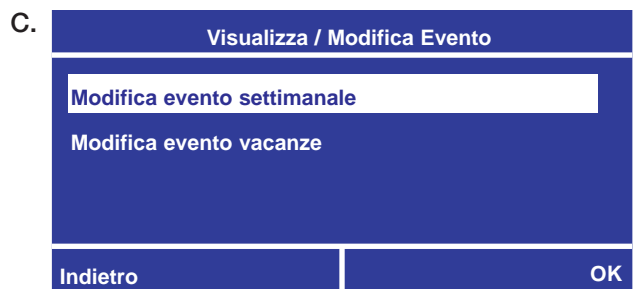 C.
Visualizza / Modifica Evento
Modifica evento settimanale
Modifica evento vacanze
Indietro OK